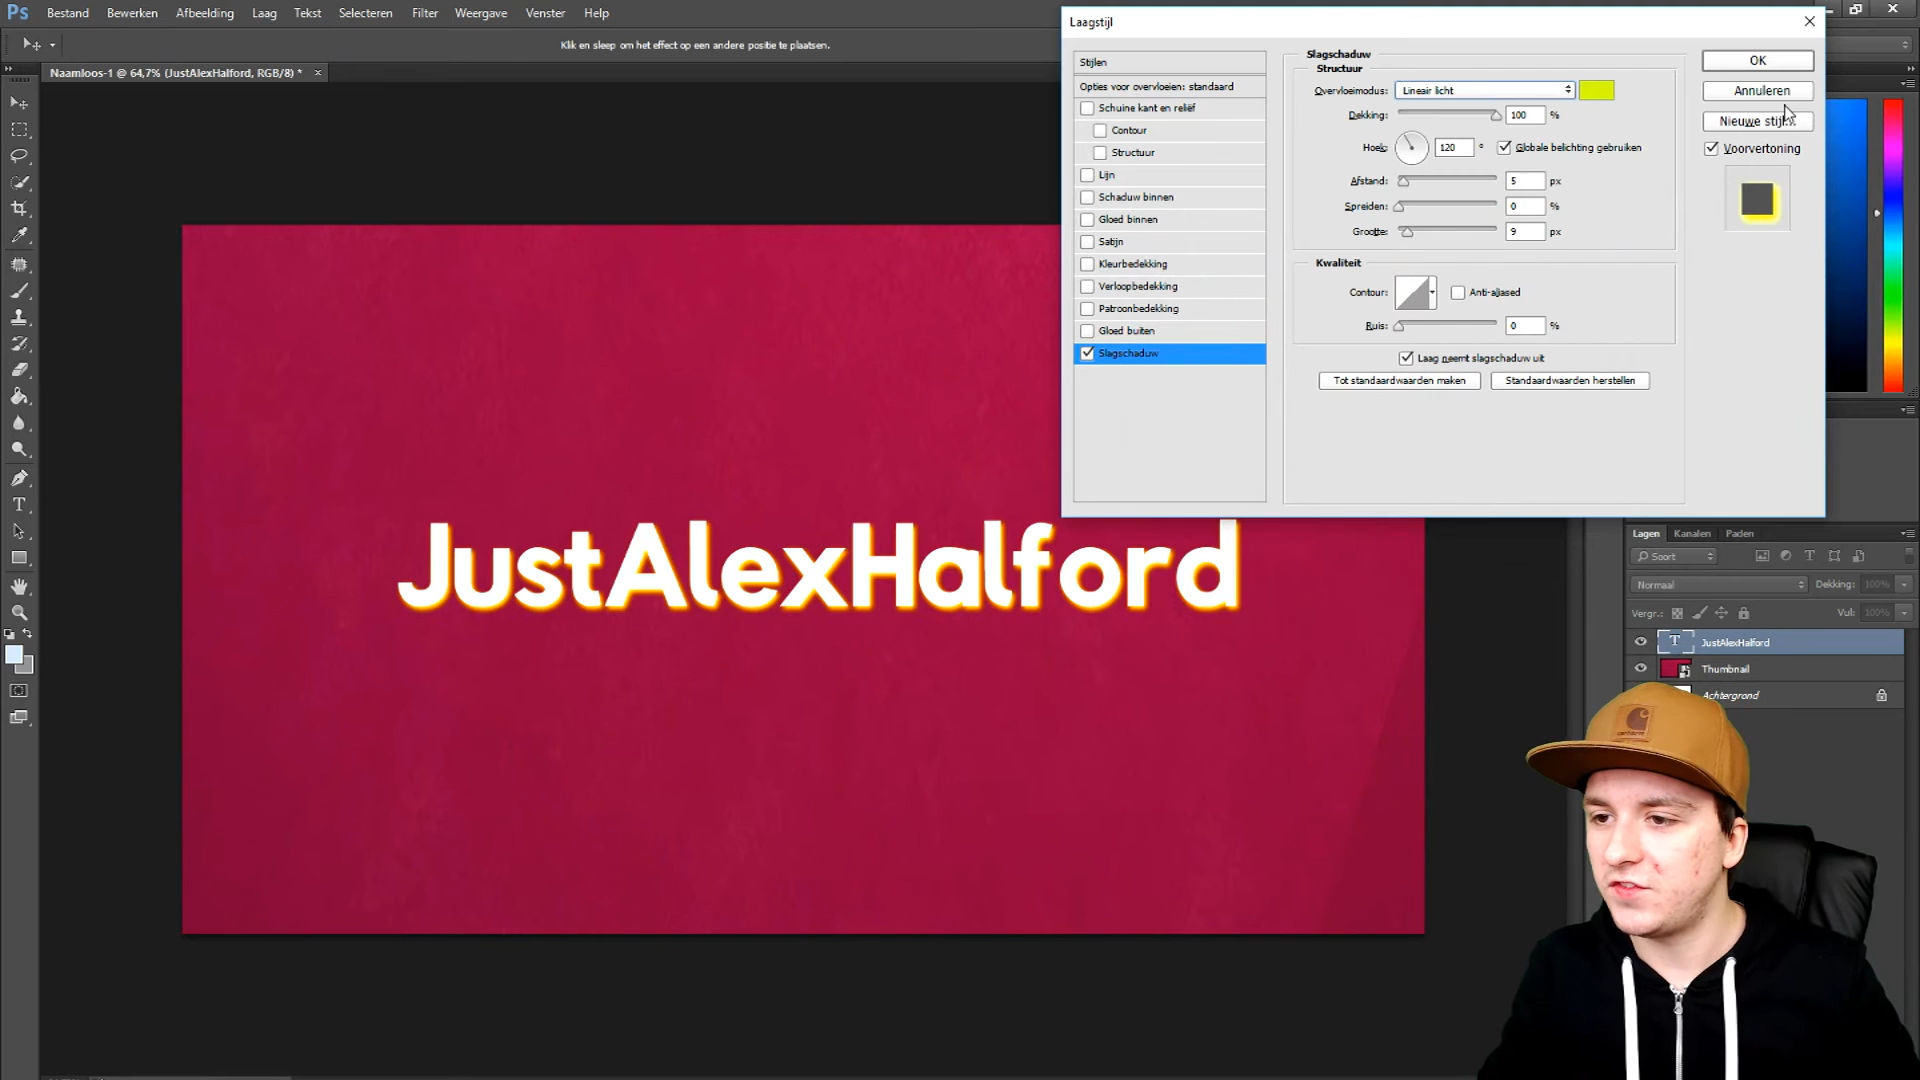 Ps Bestand Bewerken Afbeelding Laag Tekst Selecteren Filter Weergave Venster Help
Klik en sleep om het effect op een andere positie te plaatsen.
Naamloos-1 @ 64,7% (JustAlexHalford, RGB/8) *
Laagstijl
Stijlen
Opties voor overvloeien: standaard
Schuine kant en reliëf
Contour
Structuur
Lijn
Schaduw binnen
Gloed binnen
Satijn
Kleurbedekking
Verloopbedekking
Patroonbedekking
Gloed buiten
Slagschaduw
Slagschaduw
Structuur
Overvloeimodus: Lineair licht
Dekking: 100 %
Hoek: 120 ° Globale belichting gebruiken
Afstand: 5 px
Spreiden: 0 %
Grootte: 9 px
Kwaliteit
Contour: Anti-aliased
Ruis: 0 %
Laag neemt slagschaduw uit
Tot standaardwaarden maken Standaardwaarden herstellen
OK
Annuleren
Nieuwe stijl...
Voorvertoning
JustAlexHalford
Lagen Kanalen Paden
Soort
Normaal Dekking: 100%
Vergr.: Vul: 100%
JustAlexHalford
Thumbnail
Achtergrond